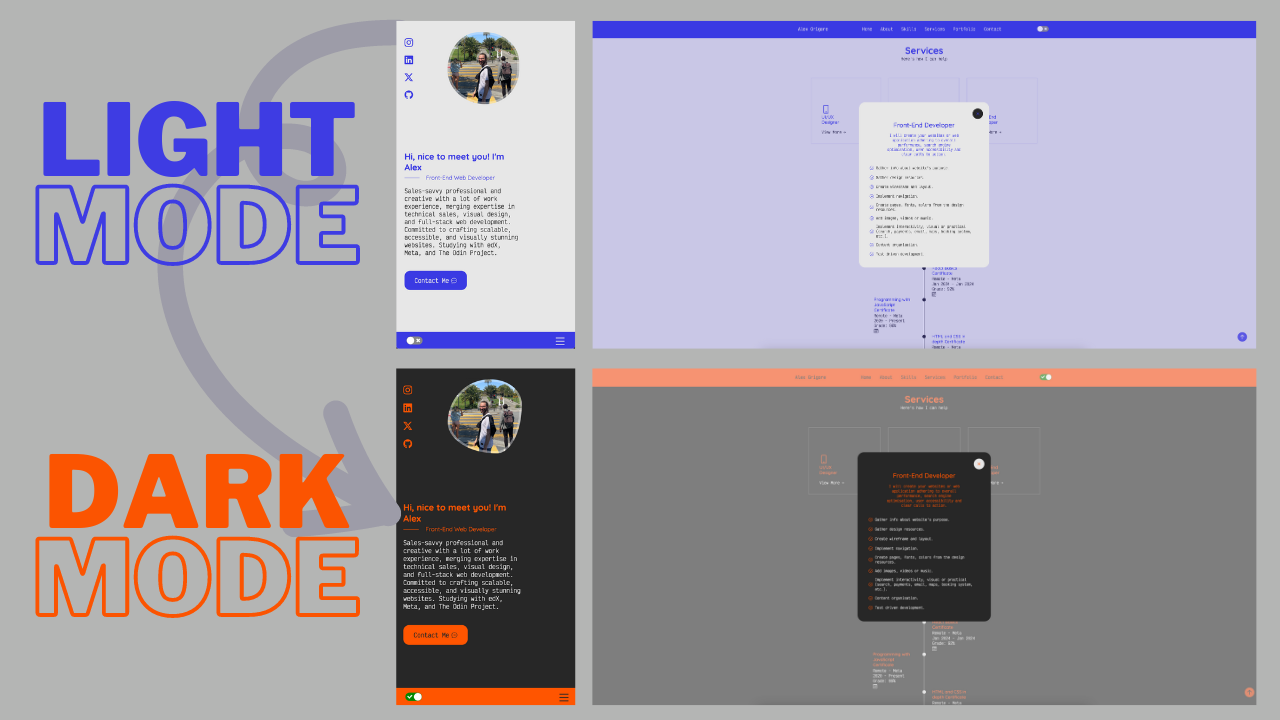 LIGHT
MODE
Hi, nice to meet you! I'm
Alex
Front-End Web Developer
Sales-savvy professional and
creative with a lot of work
experience, merging expertise in
technical sales, visual design,
and full-stack web development.
Committed to crafting scalable,
accessible, and visually stunning
websites. Studying with edX,
Meta, and The Odin Project.
Contact Me
Alex Grigore
Home About Skills Services Portfolio Contact
Services
Here's how I can help
UI/UX
Designer
View More
Front-End Developer
I will create your websites or web
application adhering to overall
performance, search engine
optimization, user accessibility and
clear calls to action.
Gather info about website's purpose.
Gather design resources.
Create wireframe and layout.
Implement navigation.
Create pages, fonts, colors from the design
resources.
Add images, videos or music.
Implement interactivity, visual or practical
(search, payments, email, maps, booking system,
etc.).
Content organisation.
Test driven development.
Certificate
Remote - Meta
Jan 2024 - Jan 2024
Programming with
JavaScript
Certificate
Remote - Meta
2020 - Present
HTML and CSS in
depth Certificate
Remote - Meta
DARK
MODE
Hi, nice to meet you! I'm
Alex
Front-End Web Developer
Sales-savvy professional and
creative with a lot of work
experience, merging expertise in
technical sales, visual design,
and full-stack web development.
Committed to crafting scalable,
accessible, and visually stunning
websites. Studying with edX,
Meta, and The Odin Project.
Contact Me
Alex Grigore
Home About Skills Services Portfolio Contact
Services
Here's how I can help
UI/UX
Designer
View More
Front-End Developer
I will create your websites or web
application adhering to overall
performance, search engine
optimization, user accessibility and
clear calls to action.
Gather info about website's purpose.
Gather design resources.
Create wireframe and layout.
Implement navigation.
Create pages, fonts, colors from the design
resources.
Add images, videos or music.
Implement interactivity, visual or practical
(search, payments, email, maps, booking system,
etc.).
Content organisation.
Test driven development.
Certificate
Remote - Meta
Jan 2024 - Jan 2024
Programming with
JavaScript
Certificate
Remote - Meta
2020 - Present
HTML and CSS in
depth Certificate
Remote - Meta